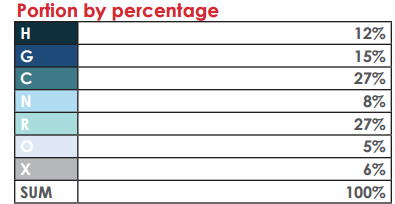 Portion by percentage
H 12%
G 15%
C 27%
N 8%
R 27%
O 5%
X 6%
SUM 100%